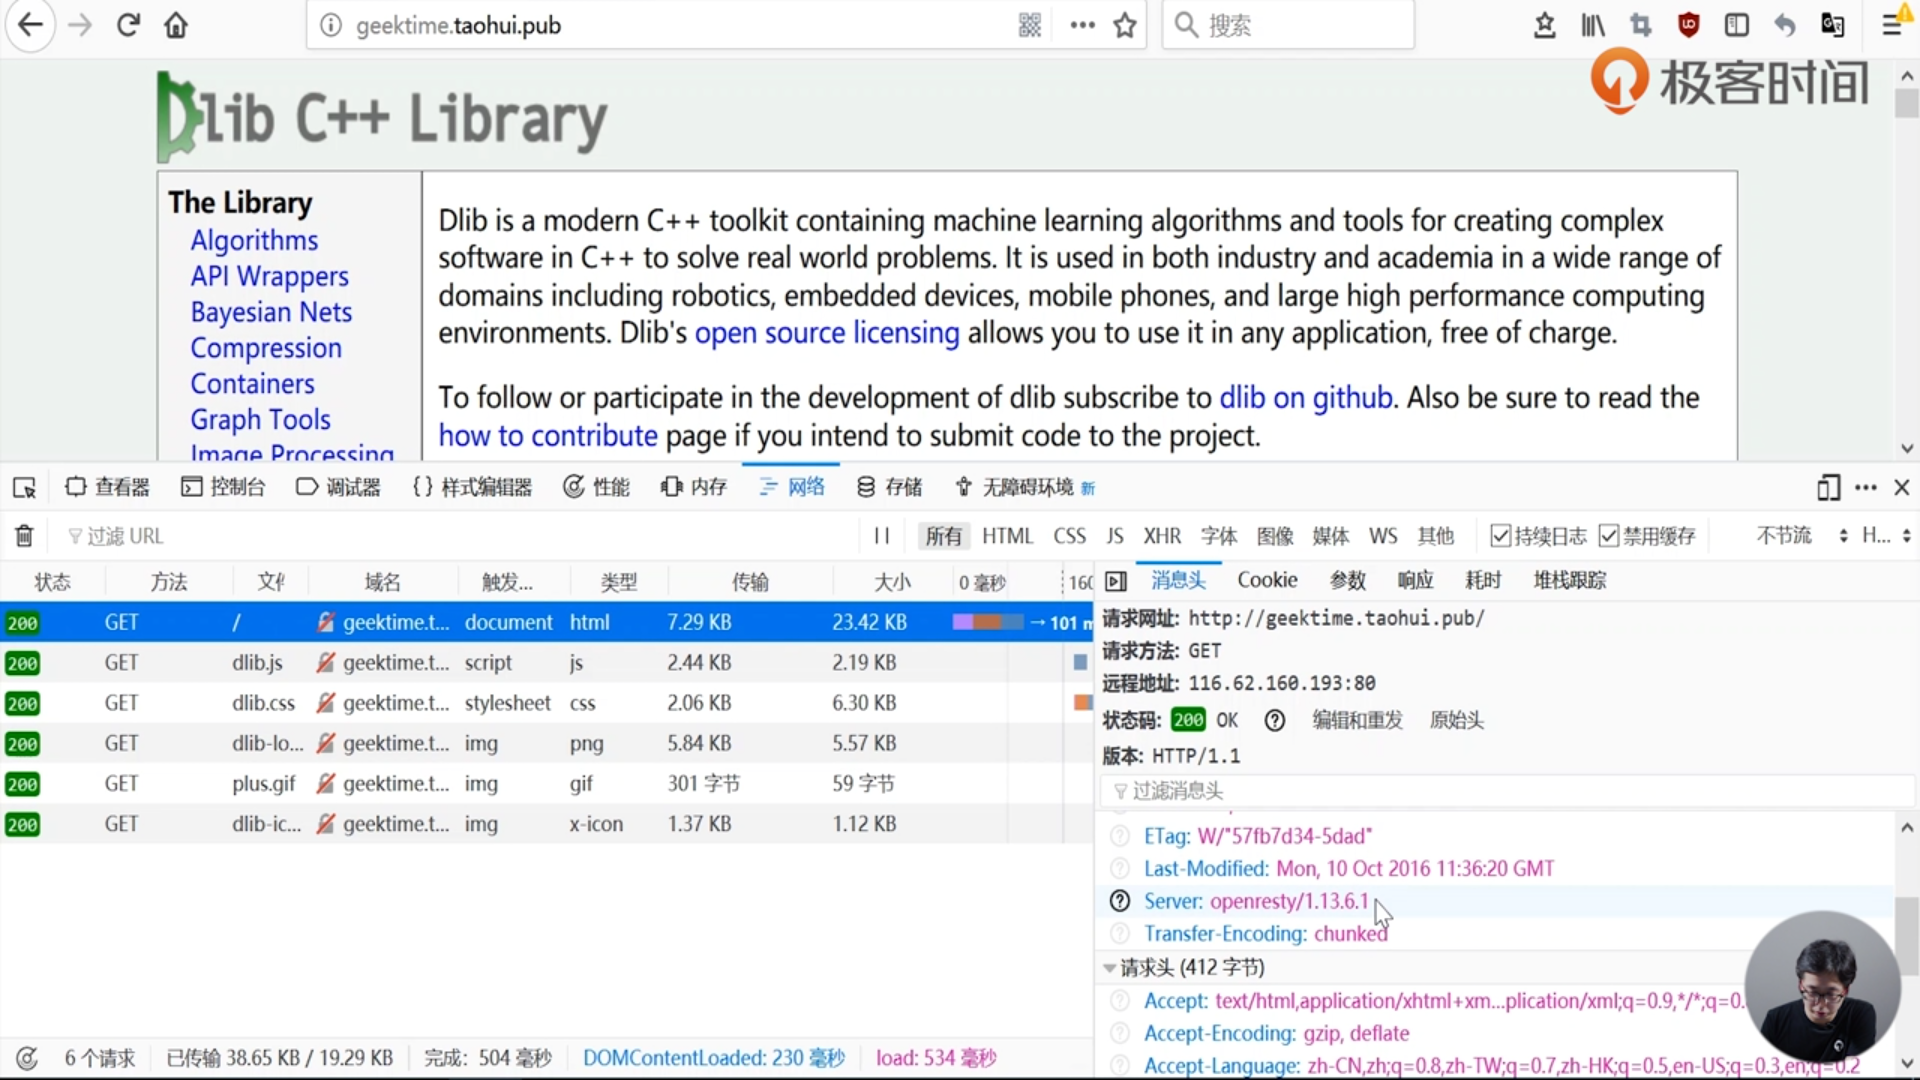 geektime.taohui.pub
搜索
极客时间
Dlib C++ Library
The Library
Algorithms
API Wrappers
Bayesian Nets
Compression
Containers
Graph Tools
Image Processing
Dlib is a modern C++ toolkit containing machine learning algorithms and tools for creating complex
software in C++ to solve real world problems. It is used in both industry and academia in a wide range of
domains including robotics, embedded devices, mobile phones, and large high performance computing
environments. Dlib's open source licensing allows you to use it in any application, free of charge.
To follow or participate in the development of dlib subscribe to dlib on github. Also be sure to read the
how to contribute page if you intend to submit code to the project.
查看器 控制台 调试器 {} 样式编辑器 性能 内存 网络 存储 无障碍环境 新
过滤 URL
所有 HTML CSS JS XHR 字体 图像 媒体 WS 其他 持续日志 禁用缓存 不节流 H...
状态 方法 文件 域名 触发... 类型 传输 大小 0 毫秒 160
200 GET / geektime.t... document html 7.29 KB 23.42 KB → 101 m
200 GET dlib.js geektime.t... script js 2.44 KB 2.19 KB
200 GET dlib.css geektime.t... stylesheet css 2.06 KB 6.30 KB
200 GET dlib-lo... geektime.t... img png 5.84 KB 5.57 KB
200 GET plus.gif geektime.t... img gif 301 字节 59 字节
200 GET dlib-ic... geektime.t... img x-icon 1.37 KB 1.12 KB
消息头 Cookie 参数 响应 耗时 堆栈跟踪
请求网址: http://geektime.taohui.pub/
请求方法: GET
远程地址: 116.62.160.193:80
状态码: 200 OK 编辑和重发 原始头
版本: HTTP/1.1
过滤消息头
ETag: W/"57fb7d34-5dad"
Last-Modified: Mon, 10 Oct 2016 11:36:20 GMT
Server: openresty/1.13.6.1
Transfer-Encoding: chunked
请求头 (412 字节)
Accept: text/html,application/xhtml+xm...plication/xml;q=0.9,*/*;q=0.
Accept-Encoding: gzip, deflate
Accept-Language: zh-CN,zh;q=0.8,zh-TW;q=0.7,zh-HK;q=0.5,en-US;q=0.3,en;q=0.2
6 个请求 已传输 38.65 KB / 19.29 KB 完成: 504 毫秒 DOMContentLoaded: 230 毫秒 load: 534 毫秒